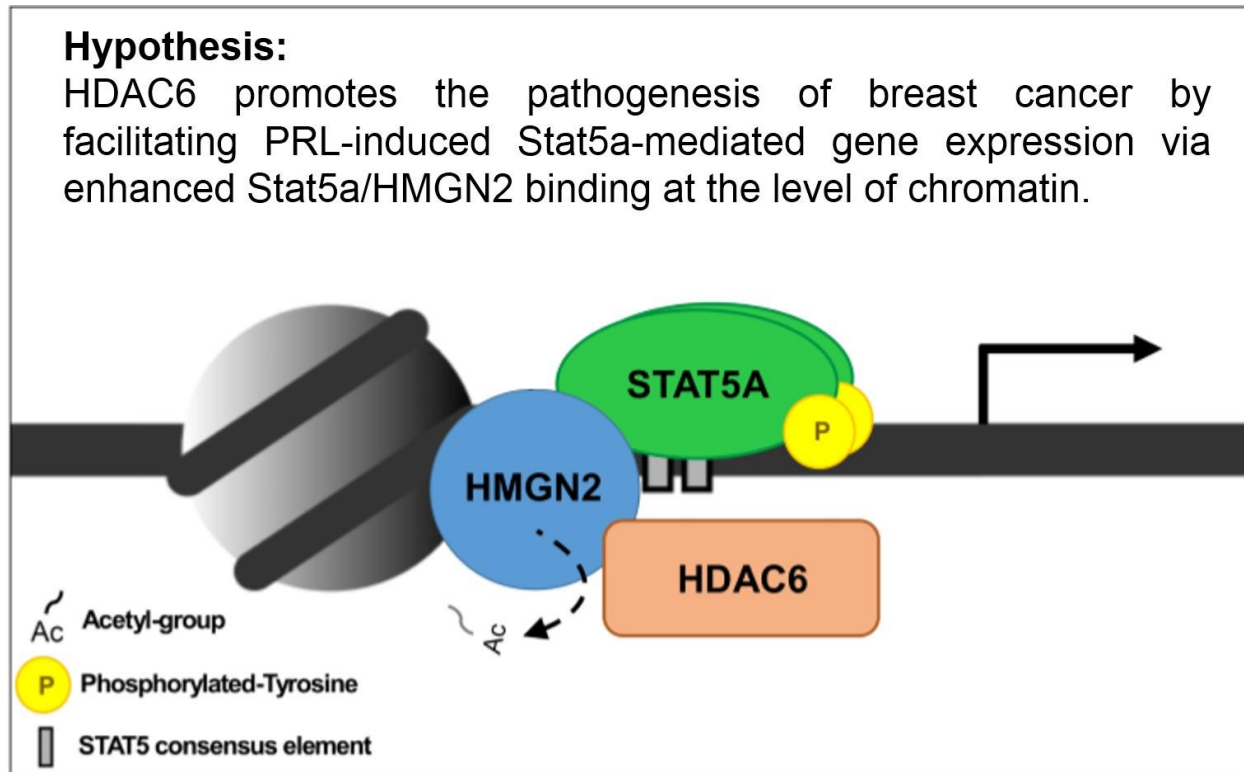 Hypothesis:
HDAC6 promotes the pathogenesis of breast cancer by
facilitating PRL-induced Stat5a-mediated gene expression via
enhanced Stat5a/HMGN2 binding at the level of chromatin.
STAT5A
P
HMGN2
HDAC6
Ac
Ac Acetyl-group
P Phosphorylated-Tyrosine
STAT5 consensus element